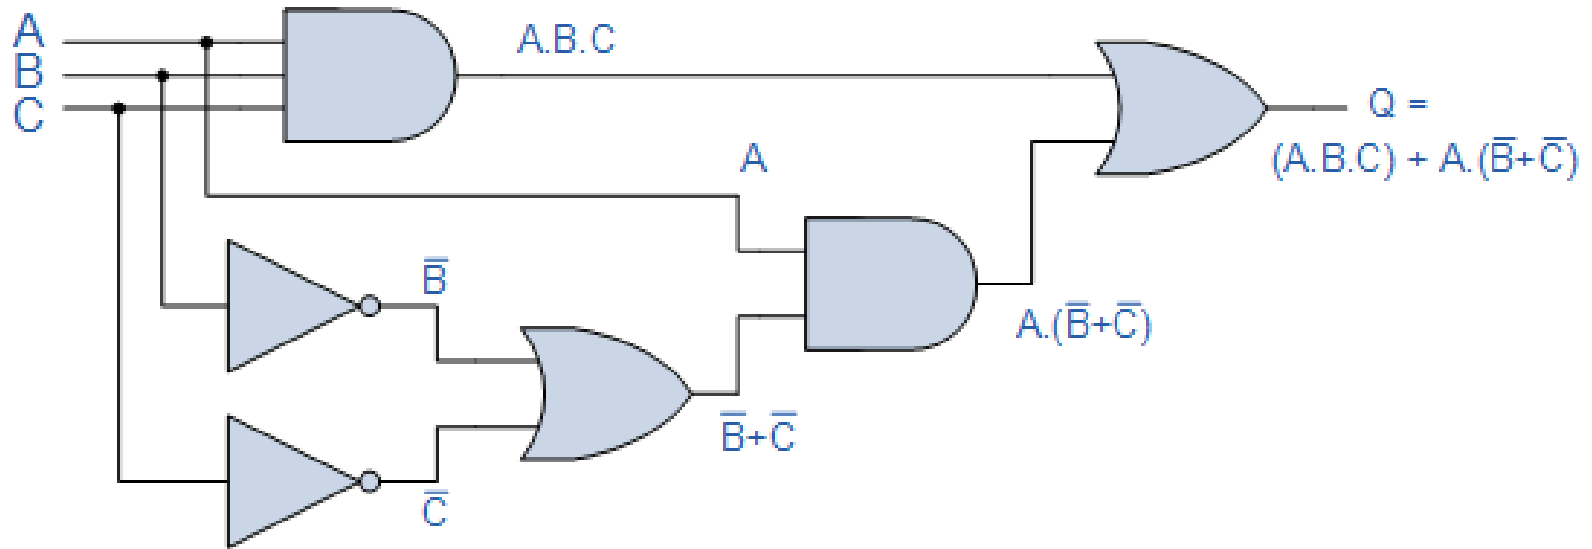 A
B
C
A.B.C
Q =
(A.B.C) + A.(B̅+C̅)
A
B̅
A.(B̅+C̅)
B̅+C̅
C̅